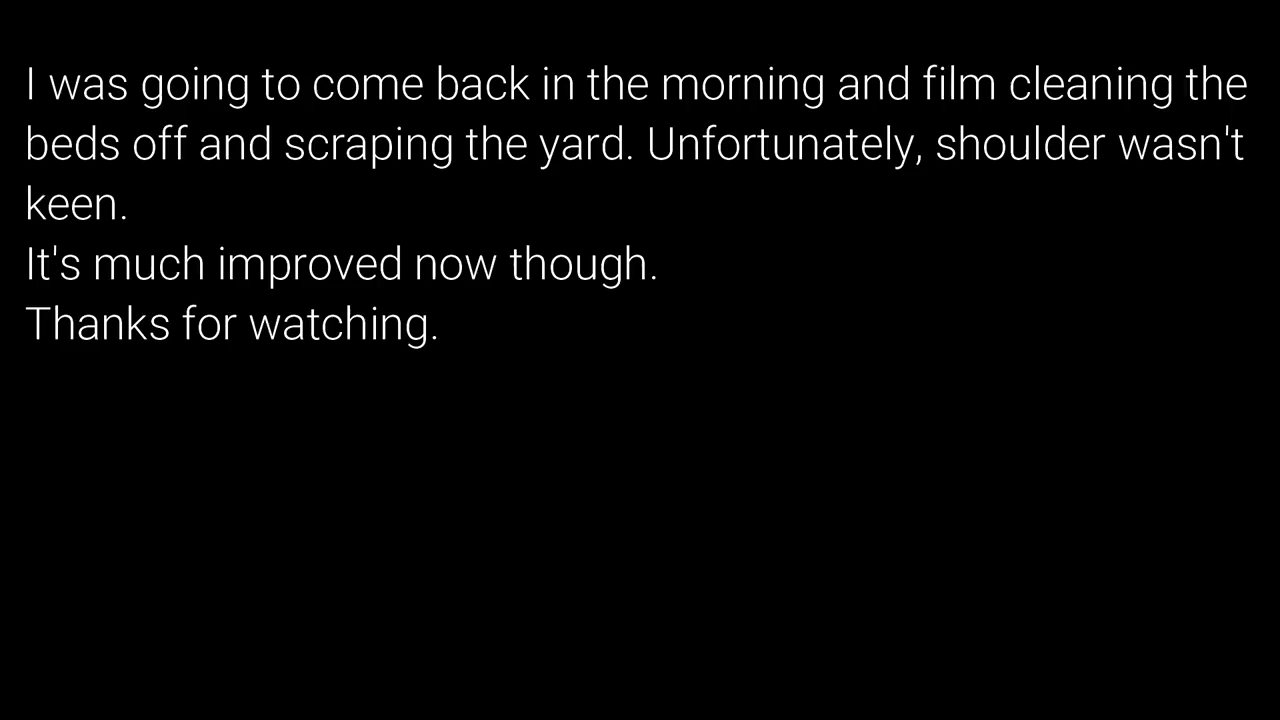 I was going to come back in the morning and film cleaning the
beds off and scraping the yard. Unfortunately, shoulder wasn't
keen.
It's much improved now though.
Thanks for watching.